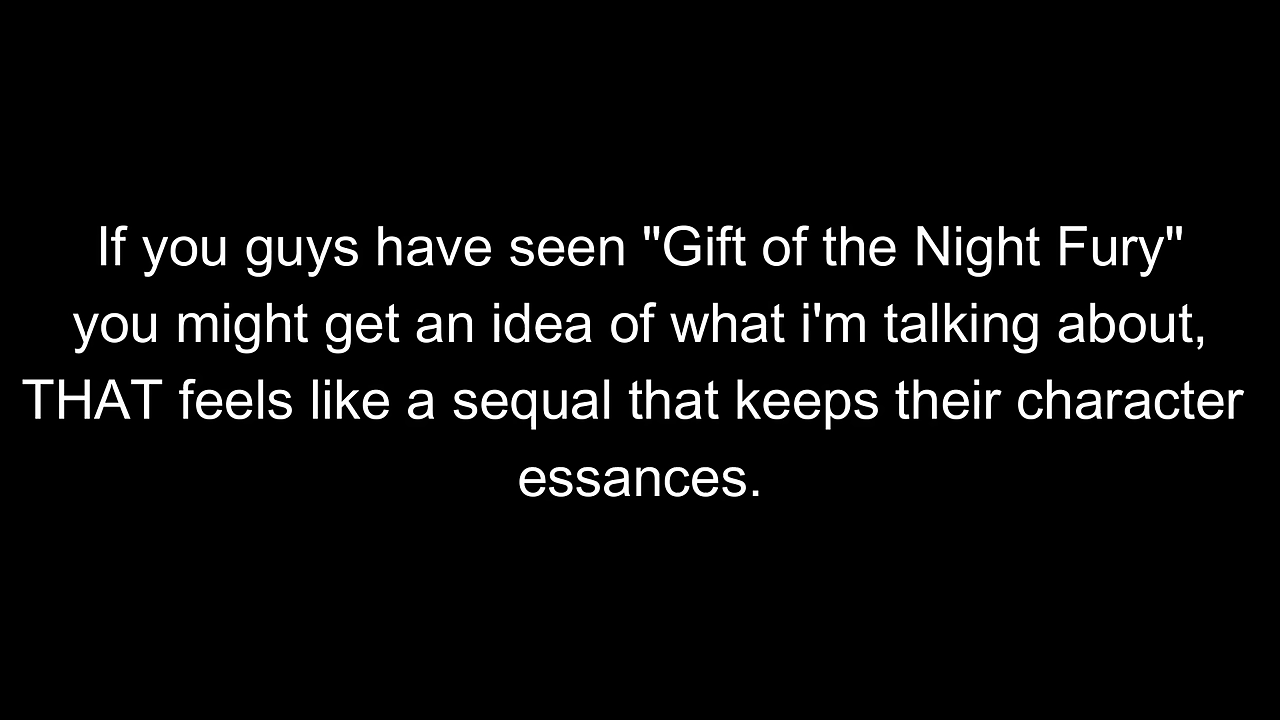 If you guys have seen "Gift of the Night Fury"
you might get an idea of what i'm talking about,
THAT feels like a sequal that keeps their character
essances.